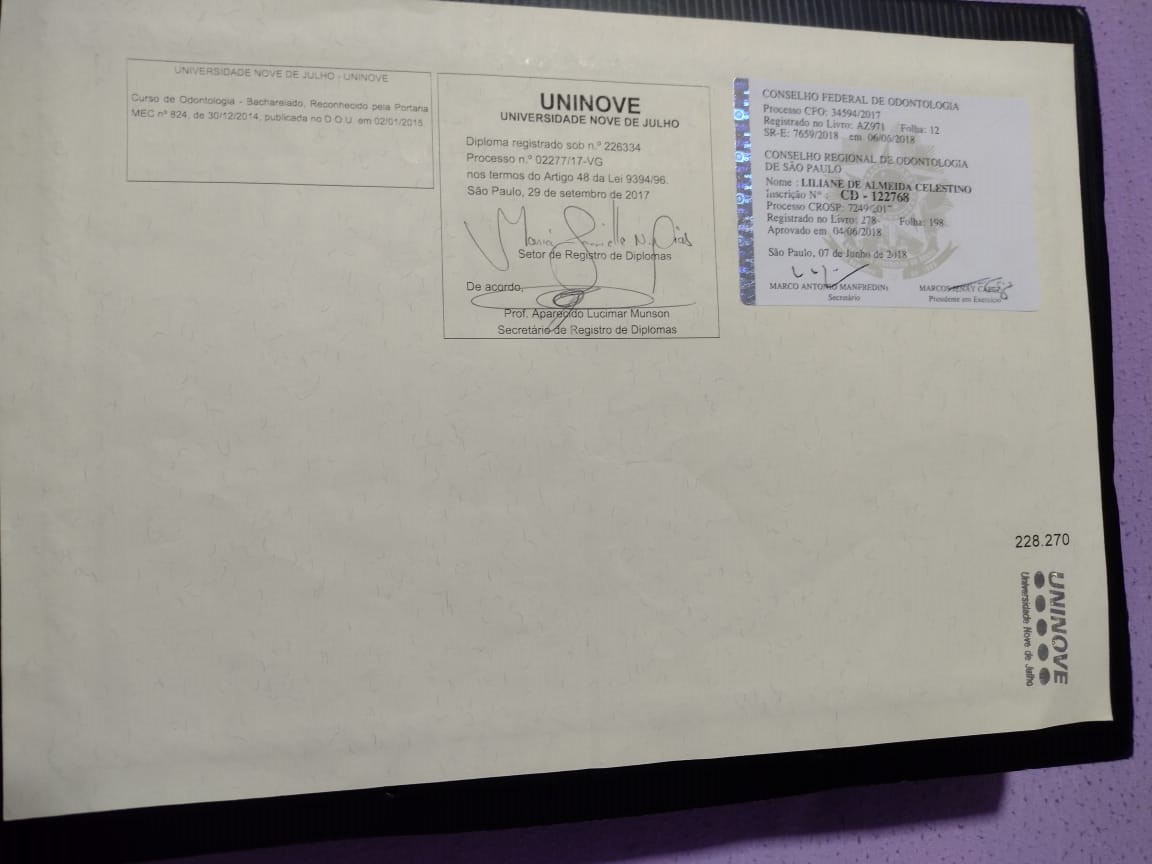 UNIVERSIDADE NOVE DE JULHO - UNINOVE
Curso de Odontologia - Bacharelado, Reconhecido pela Portaria
MEC nº 824, de 30/12/2014, publicada no D.O.U. em 02/01/2015.
UNINOVE
UNIVERSIDADE NOVE DE JULHO
Diploma registrado sob n.º 226334
Processo n.º 02277/17-VG
nos termos do Artigo 48 da Lei 9394/96.
São Paulo, 29 de setembro de 2017
Setor de Registro de Diplomas
De acordo,
Prof. Aparecido Lucimar Munson
Secretário de Registro de Diplomas
CONSELHO FEDERAL DE ODONTOLOGIA
Processo CFO: 34594/2017
Registrado no Livro: AZ971 Folha: 12
SR-E: 7659/2018 em 06/06/2018
CONSELHO REGIONAL DE ODONTOLOGIA
DE SÃO PAULO
Nome : LILIANE DE ALMEIDA CELESTINO
Inscrição Nº : CD - 122768
Processo CROSP:
Registrado no Livro: 278- Folha: 198
Aprovado em 04/06/2018
São Paulo, 07 de Junho de 2018
MARCO ANTONIO MANFREDINI
Secretário
MARCOS
Presidente em Exercício
228.270
UNINOVE
Universidade Nove de Julho